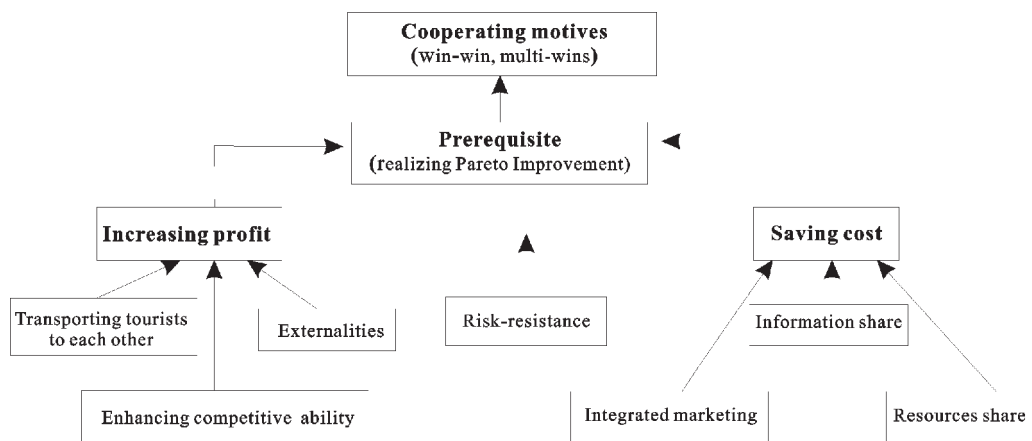 Cooperating motives
(win-win, multi-wins)
Prerequisite
(realizing Pareto Improvement)
Increasing profit
Saving cost
Transporting tourists
to each other
Externalities
Risk-resistance
Information share
Enhancing competitive ability
Integrated marketing
Resources share